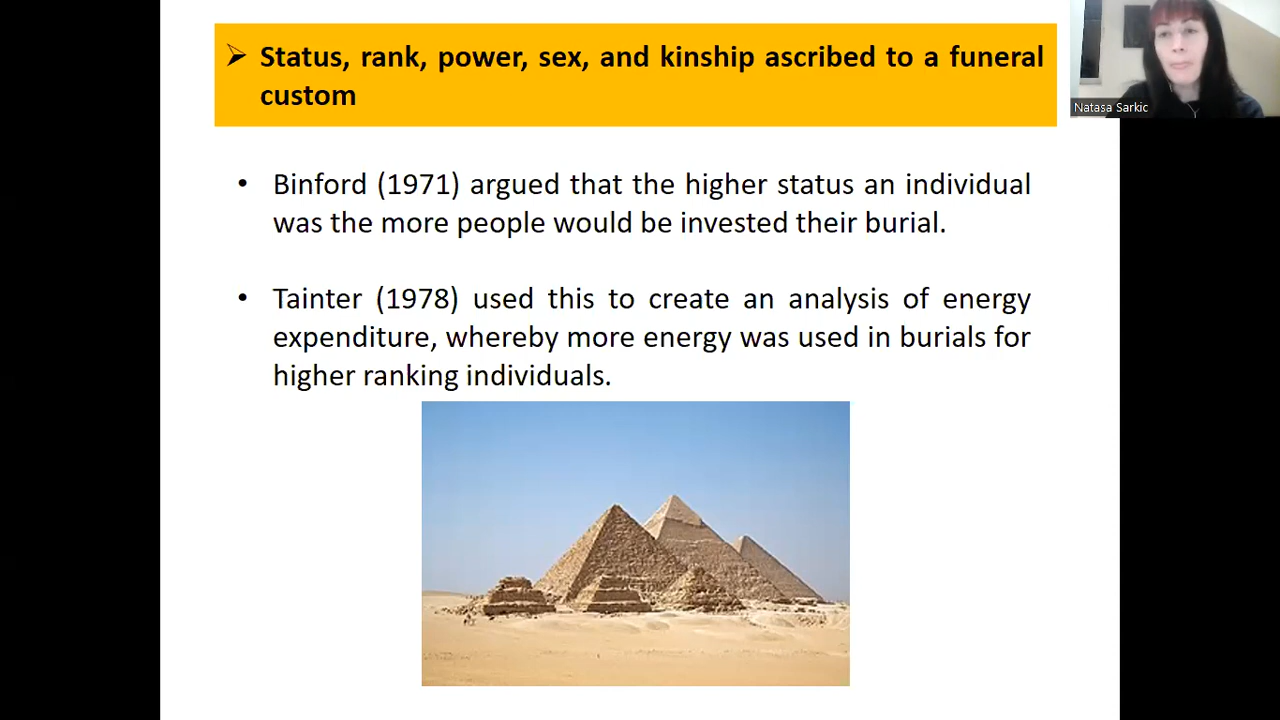 Status, rank, power, sex, and kinship ascribed to a funeral
custom
Natasa Sarkic
• Binford (1971) argued that the higher status an individual
was the more people would be invested their burial.
• Tainter (1978) used this to create an analysis of energy
expenditure, whereby more energy was used in burials for
higher ranking individuals.